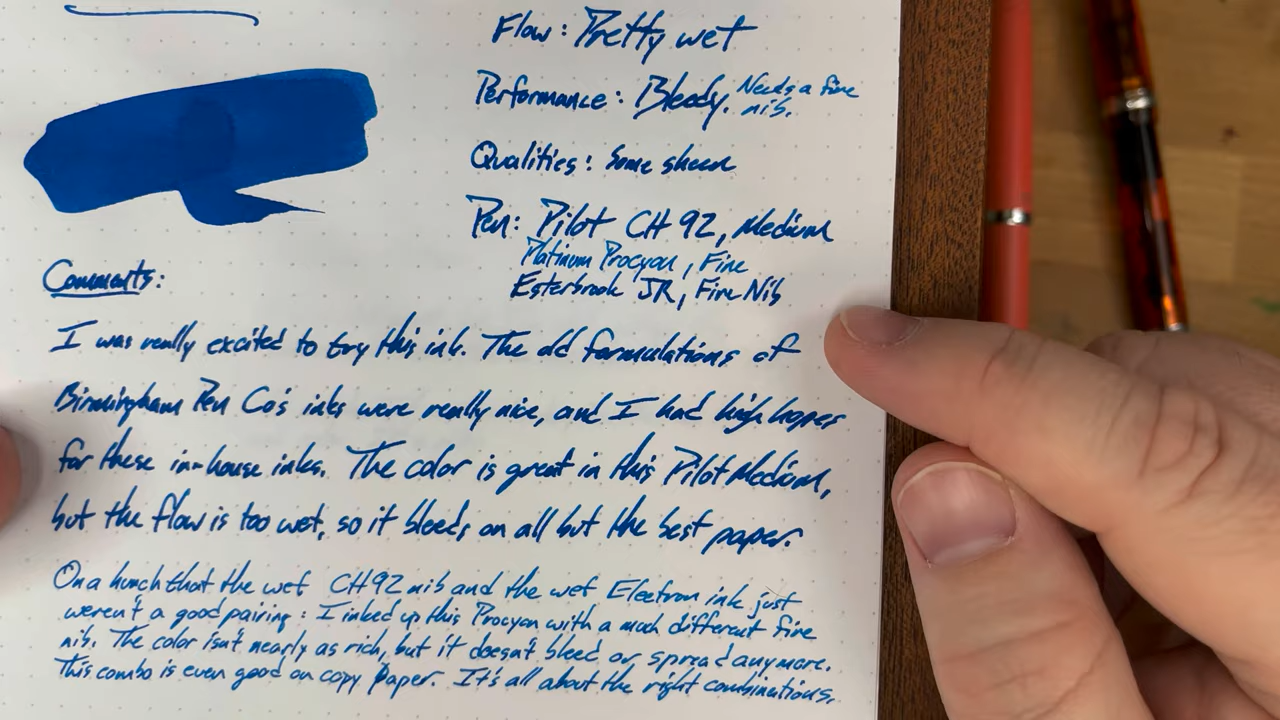 Flow: Pretty wet
Performance: Bleedy. Needs a fine
nib.
Qualities: Some sheen
Pen: Pilot CH 92, Medium
Platinum Procyon, Fine
Esterbrook JR, Fine Nib
Comments:
I was really excited to try this ink. The old formulations of
Birmingham Pen Co's inks were really nice, and I had high hopes
for these in-house inks. The color is great in this Pilot Medium,
but the flow is too wet, so it bleeds on all but the best paper.
On a hunch that the wet CH92 nib and the wet Electron ink just
weren't a good pairing: I inked up this Procyon with a much different fine
nib. The color isn't nearly as rich, but it doesn't bleed or spread anymore.
This combo is even good on copy paper. It's all about the right combinations.